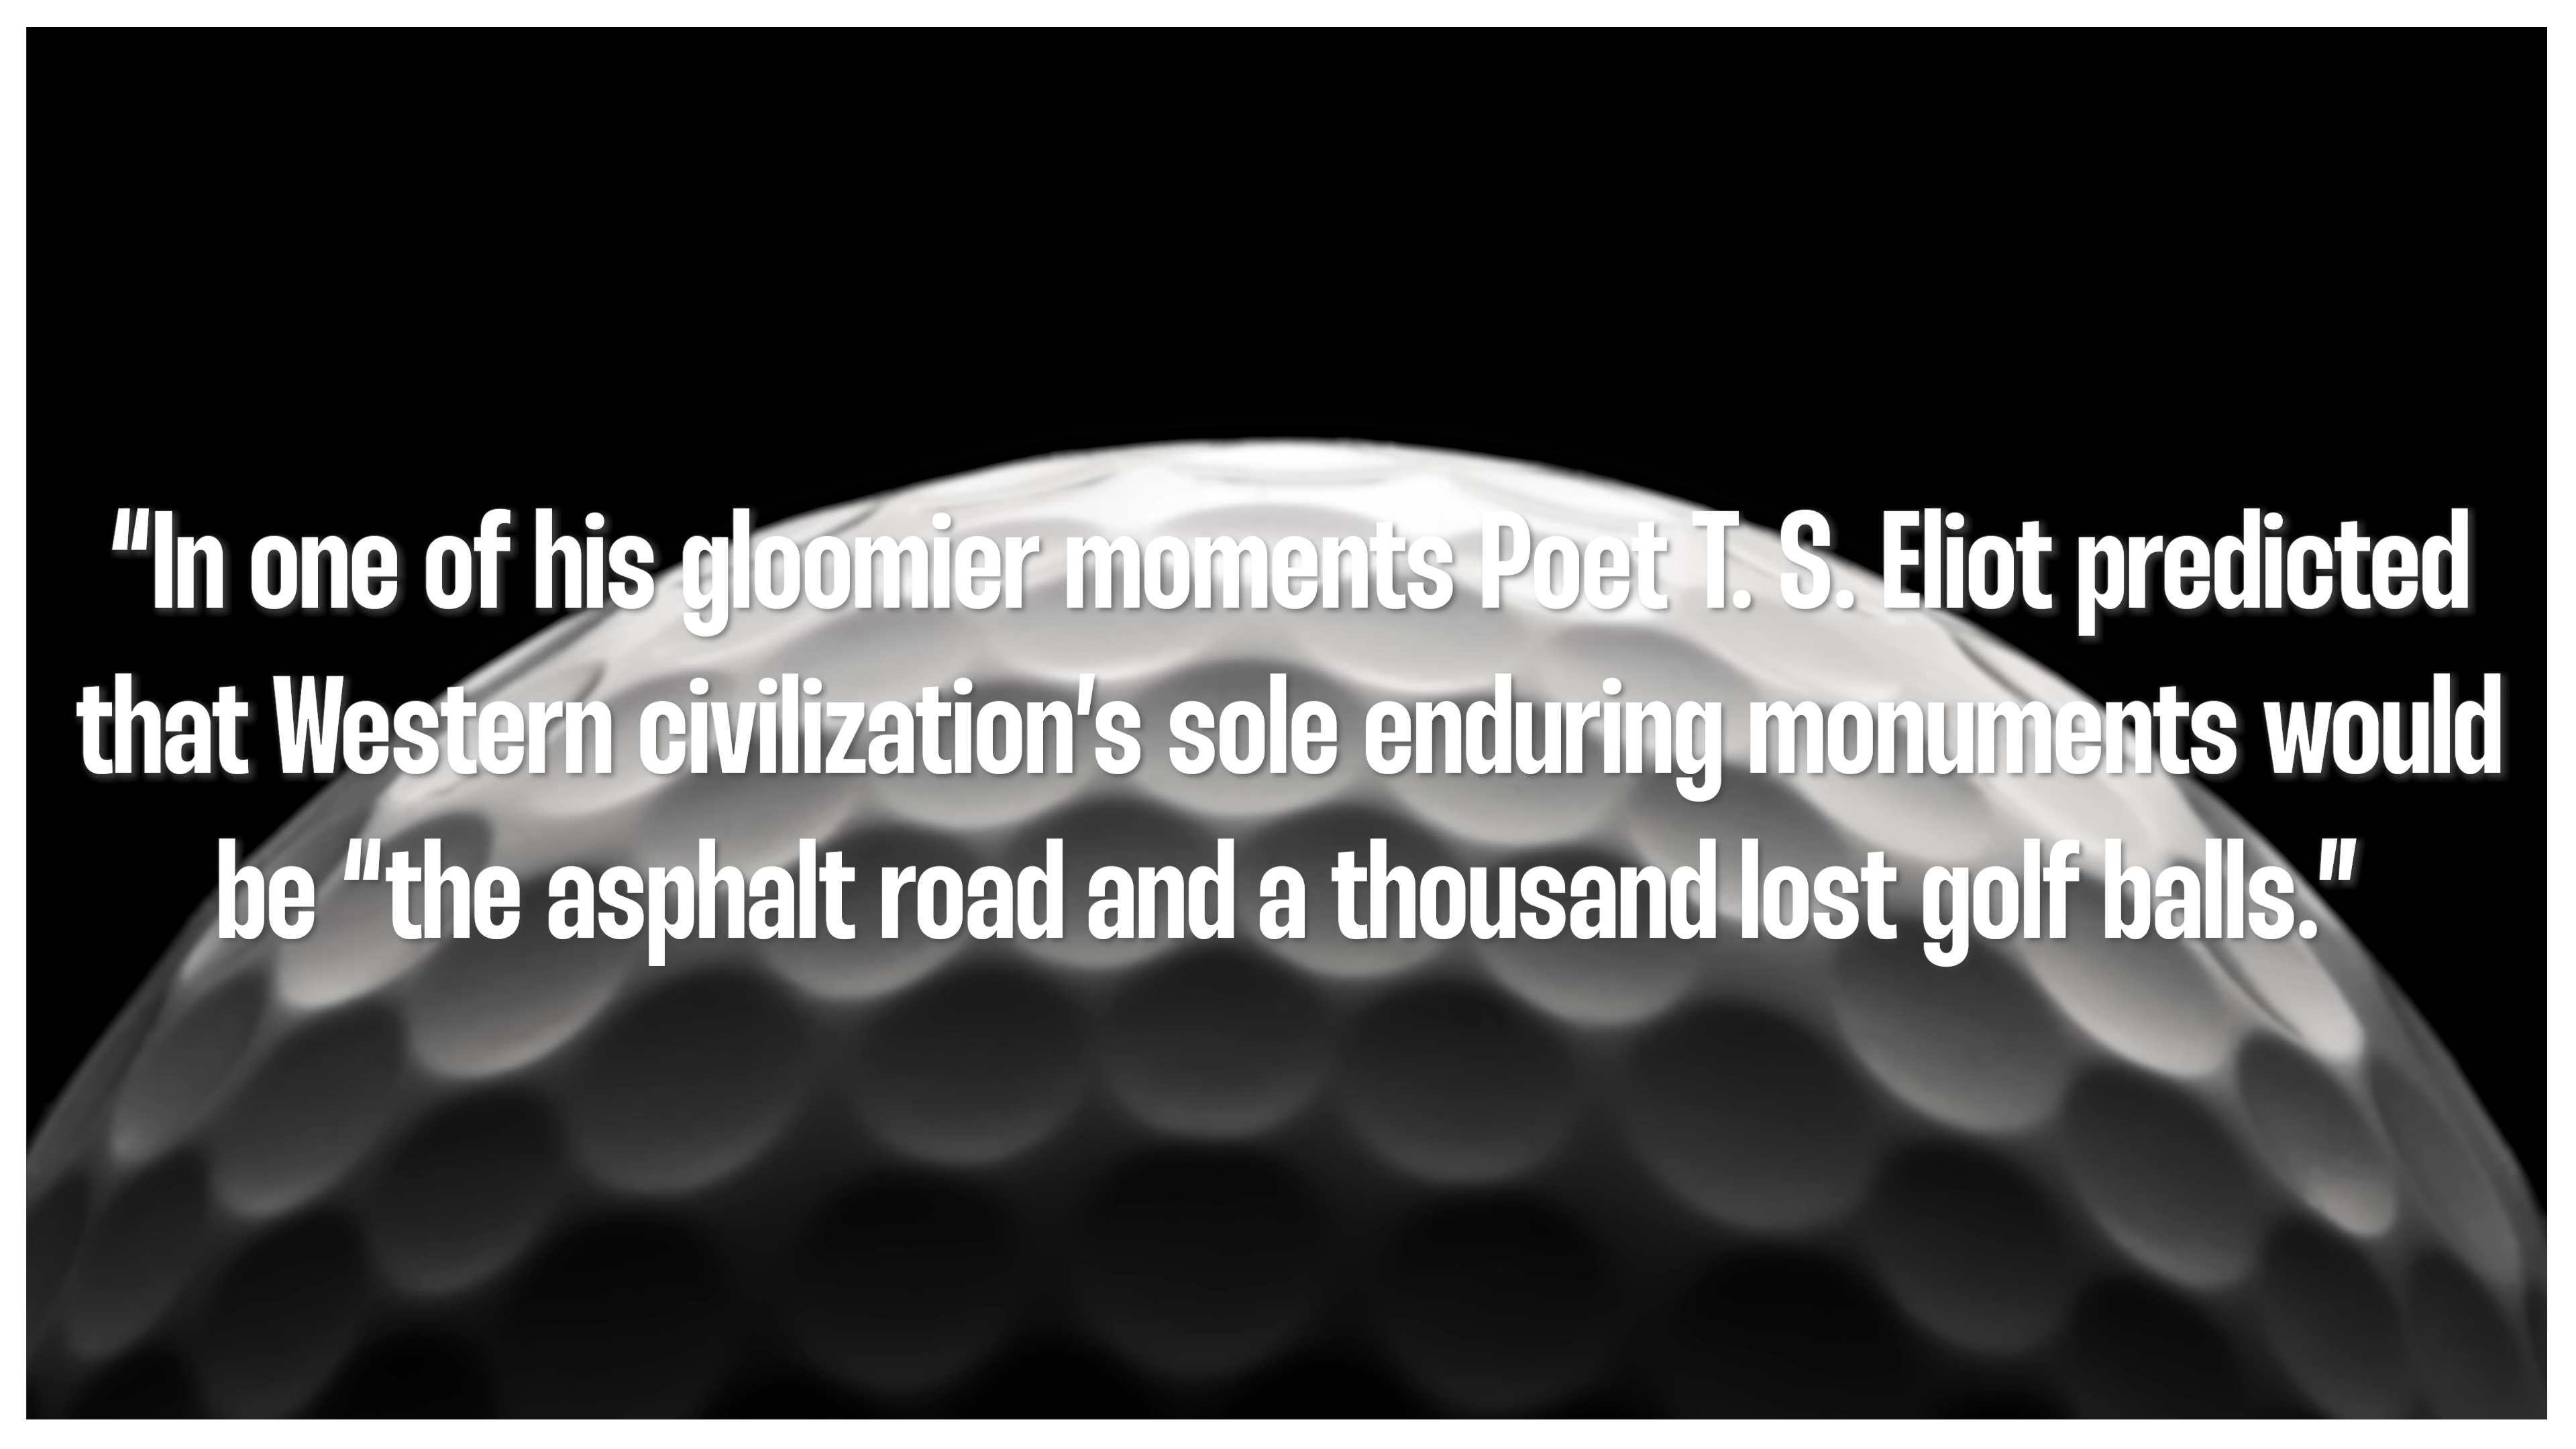 “In one of his gloomier moments Poet T. S. Eliot predicted
that Western civilization’s sole enduring monuments would
be “the asphalt road and a thousand lost golf balls.”